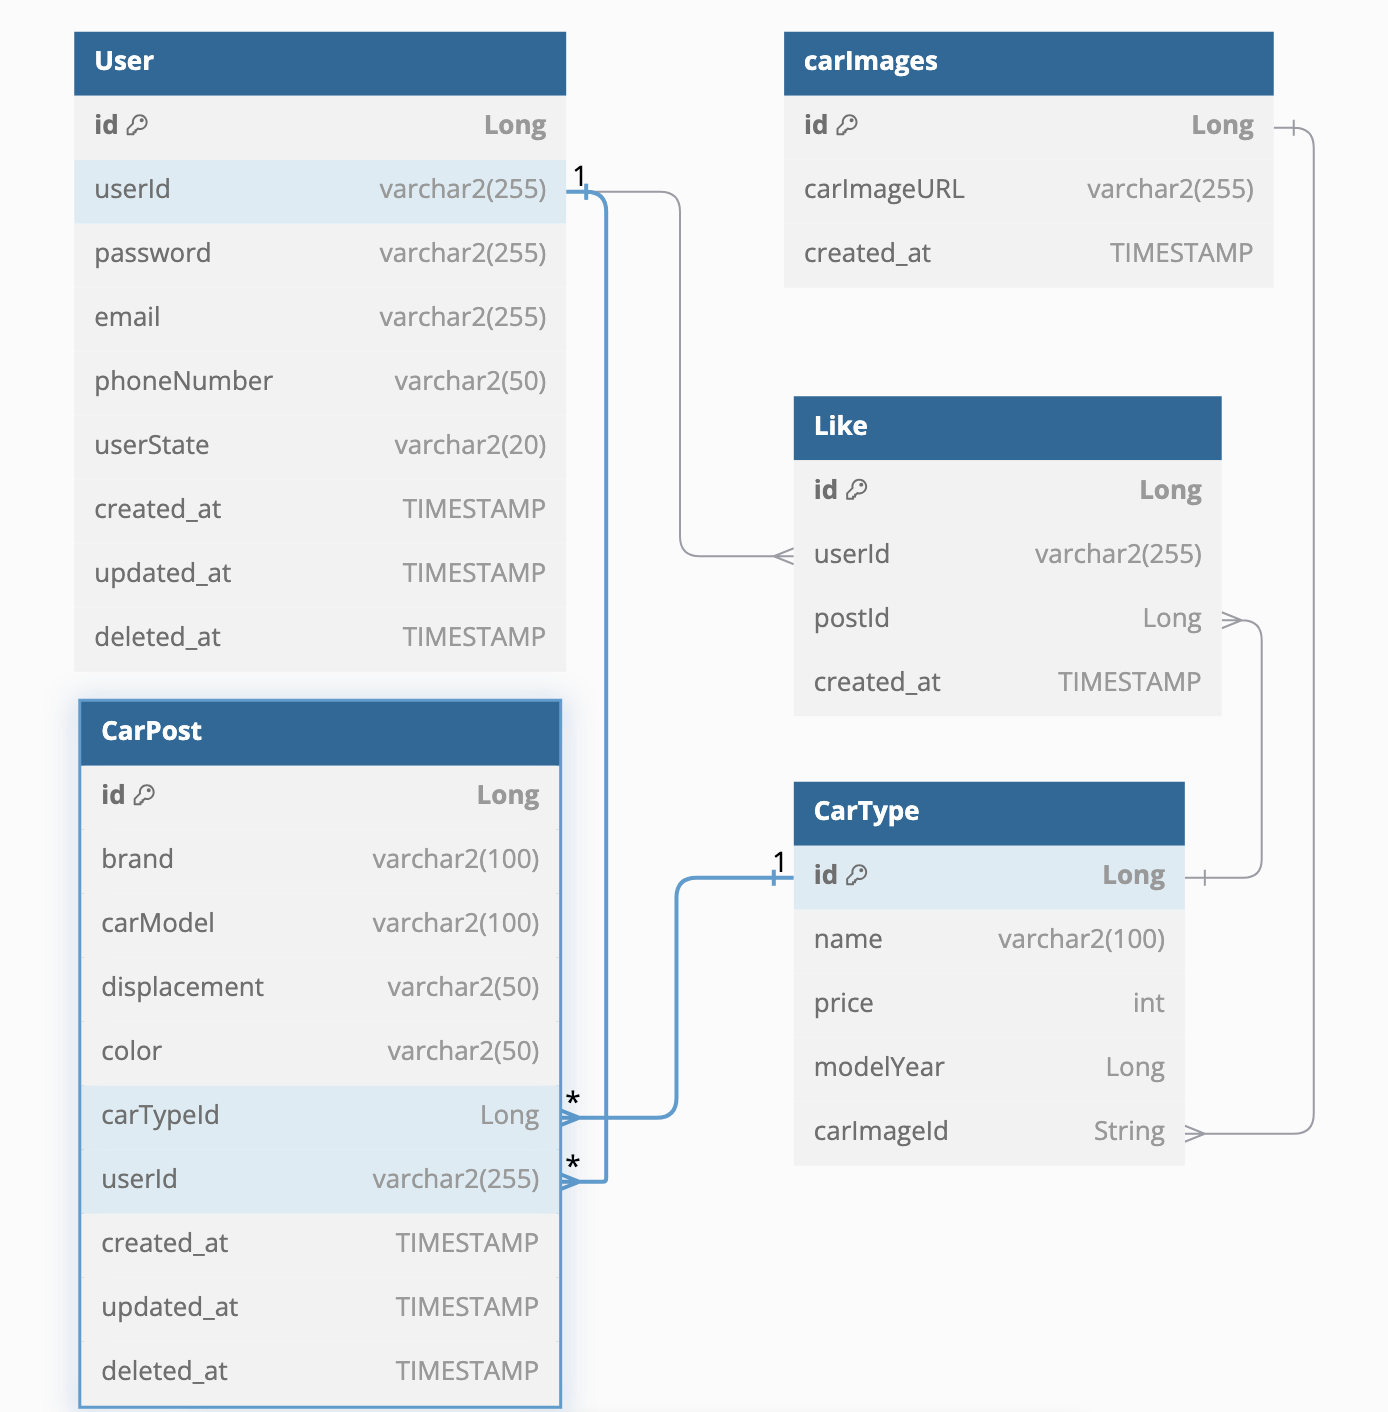 User
id Long
userId varchar2(255)
password varchar2(255)
email varchar2(255)
phoneNumber varchar2(50)
userState varchar2(20)
created_at TIMESTAMP
updated_at TIMESTAMP
deleted_at TIMESTAMP
1
carImages
id Long
carImageURL varchar2(255)
created_at TIMESTAMP
Like
id Long
userId varchar2(255)
postId Long
created_at TIMESTAMP
CarPost
id Long
brand varchar2(100)
carModel varchar2(100)
displacement varchar2(50)
color varchar2(50)
carTypeId Long
*
userId varchar2(255)
*
created_at TIMESTAMP
updated_at TIMESTAMP
deleted_at TIMESTAMP
CarType
1
id Long
name varchar2(100)
price int
modelYear Long
carImageId String